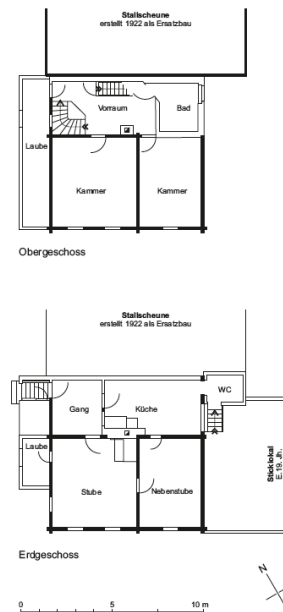 Stallscheune
erstellt 1922 als Ersatzbau
Vorraum
Bad
Laube
Kammer
Kammer
Obergeschoss
Stallscheune
erstellt 1922 als Ersatzbau
WC
Gang
Küche
Laube
Sticklokal
E. 19. Jh.
Stube
Nebenstube
Erdgeschoss
N
0 5 10 m